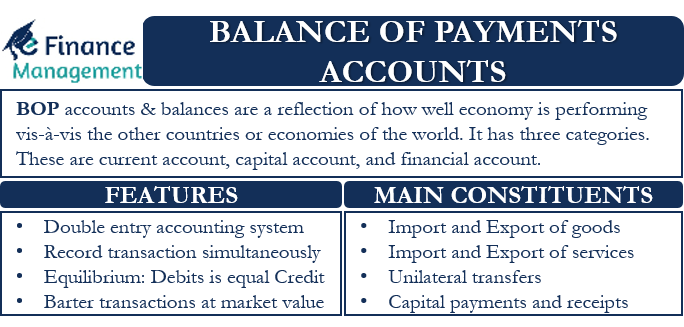 e Finance
Management
BALANCE OF PAYMENTS
ACCOUNTS
BOP accounts & balances are a reflection of how well economy is performing
vis-à-vis the other countries or economies of the world. It has three categories.
These are current account, capital account, and financial account.
FEATURES
• Double entry accounting system
• Record transaction simultaneously
• Equilibrium: Debits is equal Credit
• Barter transactions at market value
MAIN CONSTITUENTS
• Import and Export of goods
• Import and Export of services
• Unilateral transfers
• Capital payments and receipts